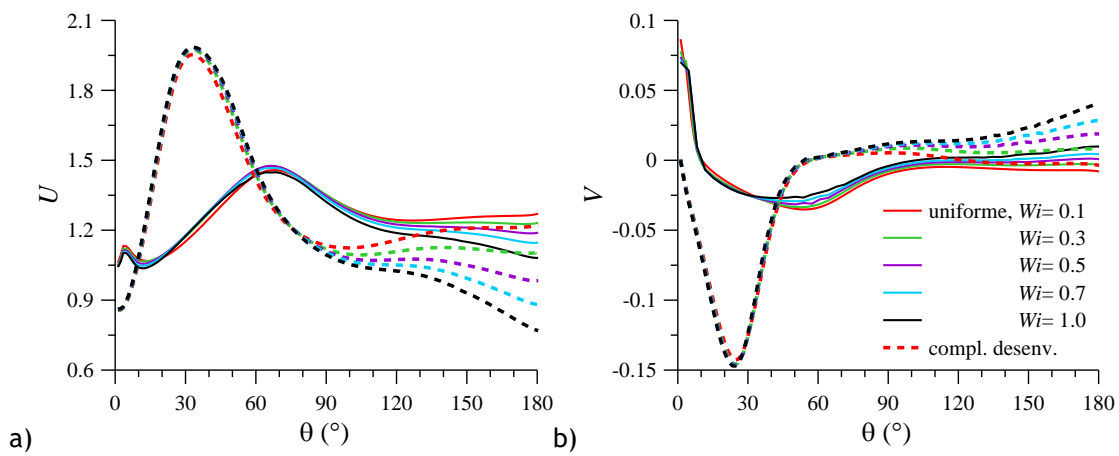 2.1
1.8
1.5
1.2
0.9
0.6
U
0 30 60 90 120 150 180
θ (°)
a)
0.1
0.05
0
-0.05
-0.1
-0.15
V
uniforme, Wi= 0.1
Wi= 0.3
Wi= 0.5
Wi= 0.7
Wi= 1.0
compl. desenv.
0 30 60 90 120 150 180
θ (°)
b)